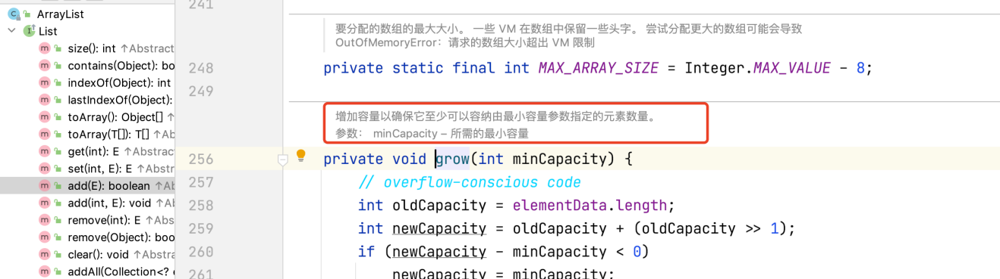 ArrayList
List
size(): int ↑Abstract
contains(Object): bo
indexOf(Object): int
lastIndexOf(Object):
toArray(): Object[] ↑
toArray(T[]): T[] ↑Ab
get(int): E ↑Abstrac
set(int, E): E ↑Abstr
add(E): boolean ↑Ab
add(int, E): void ↑Abs
remove(int): E ↑Abs
remove(Object): boo
clear(): void ↑Abstra
addAll(Collection<?
241
要分配的数组的最大大小。 一些 VM 在数组中保留一些头字。 尝试分配更大的数组可能会导致
OutOfMemoryError：请求的数组大小超出 VM 限制
248 private static final int MAX_ARRAY_SIZE = Integer.MAX_VALUE - 8;
249
增加容量以确保它至少可以容纳由最小容量参数指定的元素数量。
参数： minCapacity – 所需的最小容量
256 private void grow(int minCapacity) {
257 // overflow-conscious code
258 int oldCapacity = elementData.length;
259 int newCapacity = oldCapacity + (oldCapacity >> 1);
260 if (newCapacity - minCapacity < 0)
261 newCapacity = minCapacity;